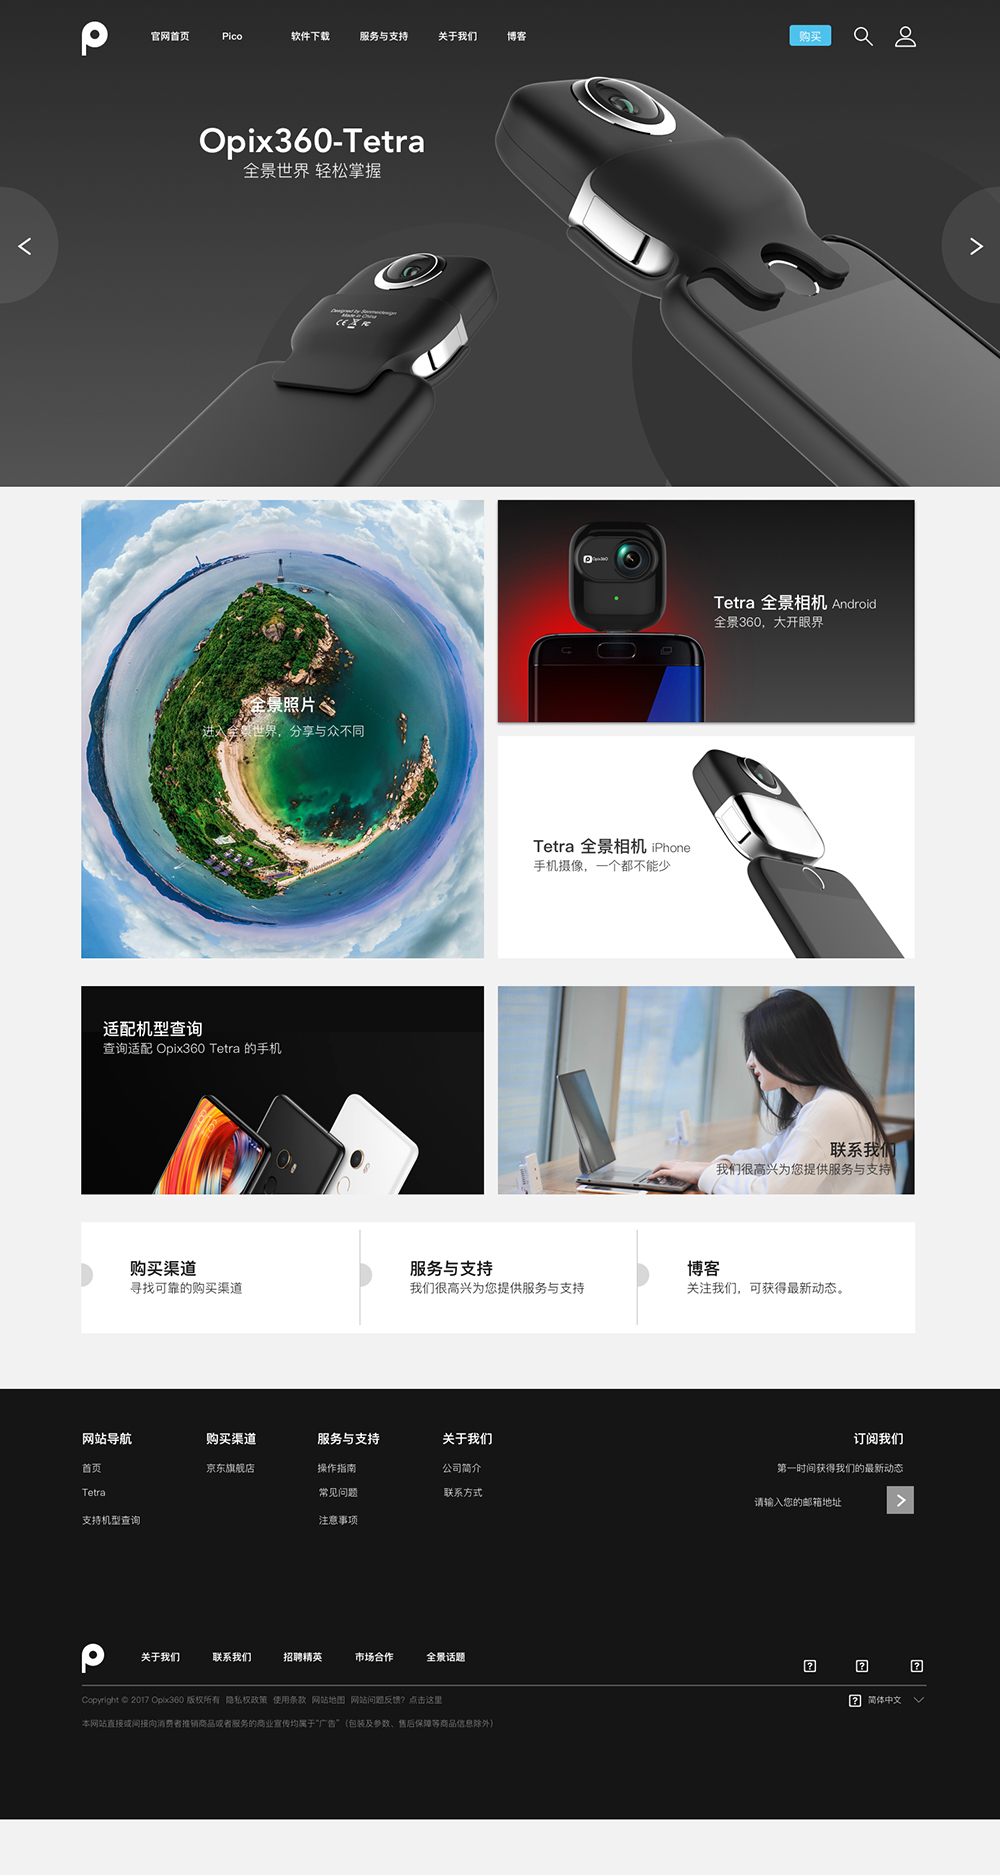 官网首页 Pico 软件下载 服务与支持 关于我们 博客 购买
Opix360-Tetra
全景世界 轻松掌握
Designed by Sanmeidesign
Made in China
全景照片
进入全景世界，分享与众不同
Opix360
Tetra 全景相机 Android
全景360，大开眼界
Tetra 全景相机 iPhone
手机摄像，一个都不能少
适配机型查询
查询适配 Opix360 Tetra 的手机
联系我们
我们很高兴为您提供服务与支持
购买渠道
寻找可靠的购买渠道
服务与支持
我们很高兴为您提供服务与支持
博客
关注我们，可获得最新动态。
网站导航
首页
Tetra
支持机型查询
购买渠道
京东旗舰店
服务与支持
操作指南
常见问题
注意事项
关于我们
公司简介
联系方式
订阅我们
第一时间获得我们的最新动态
请输入您的邮箱地址
关于我们 联系我们 招聘精英 市场合作 全景话题
Copyright © 2017 Opix360 版权所有 隐私权政策 使用条款 网站地图 网站问题反馈？点击这里
简体中文
本网站直接或间接向消费者推销商品或者服务的商业宣传均属于“广告”（包装及参数、售后保障等商品信息除外）